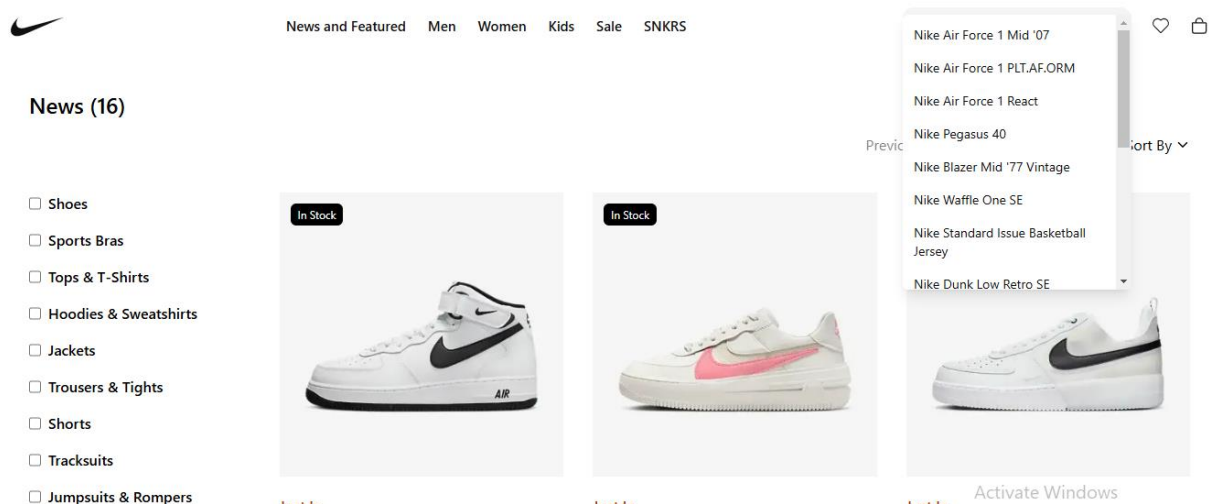 News and Featured Men Women Kids Sale SNKRS
Nike Air Force 1 Mid '07
Nike Air Force 1 PLT.AF.ORM
Nike Air Force 1 React
Nike Pegasus 40
Nike Blazer Mid '77 Vintage
Nike Waffle One SE
Nike Standard Issue Basketball
Jersey
Nike Dunk Low Retro SE
News (16)
Sort By
Shoes
Sports Bras
Tops & T-Shirts
Hoodies & Sweatshirts
Jackets
Trousers & Tights
Shorts
Tracksuits
Jumpsuits & Rompers
In Stock
In Stock
AIR
Activate Windows